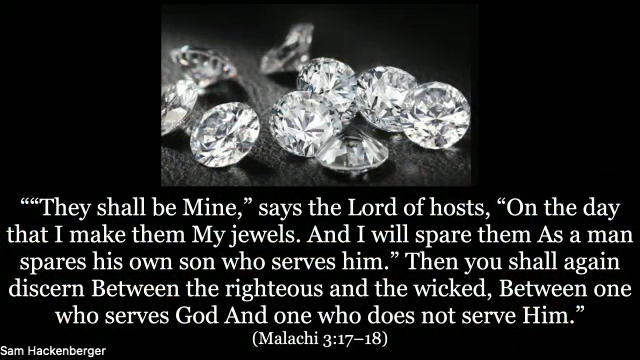 ““They shall be Mine,” says the Lord of hosts, “On the day
that I make them My jewels. And I will spare them As a man
spares his own son who serves him.” Then you shall again
discern Between the righteous and the wicked, Between one
who serves God And one who does not serve Him.”
(Malachi 3:17–18)
Sam Hackenberger